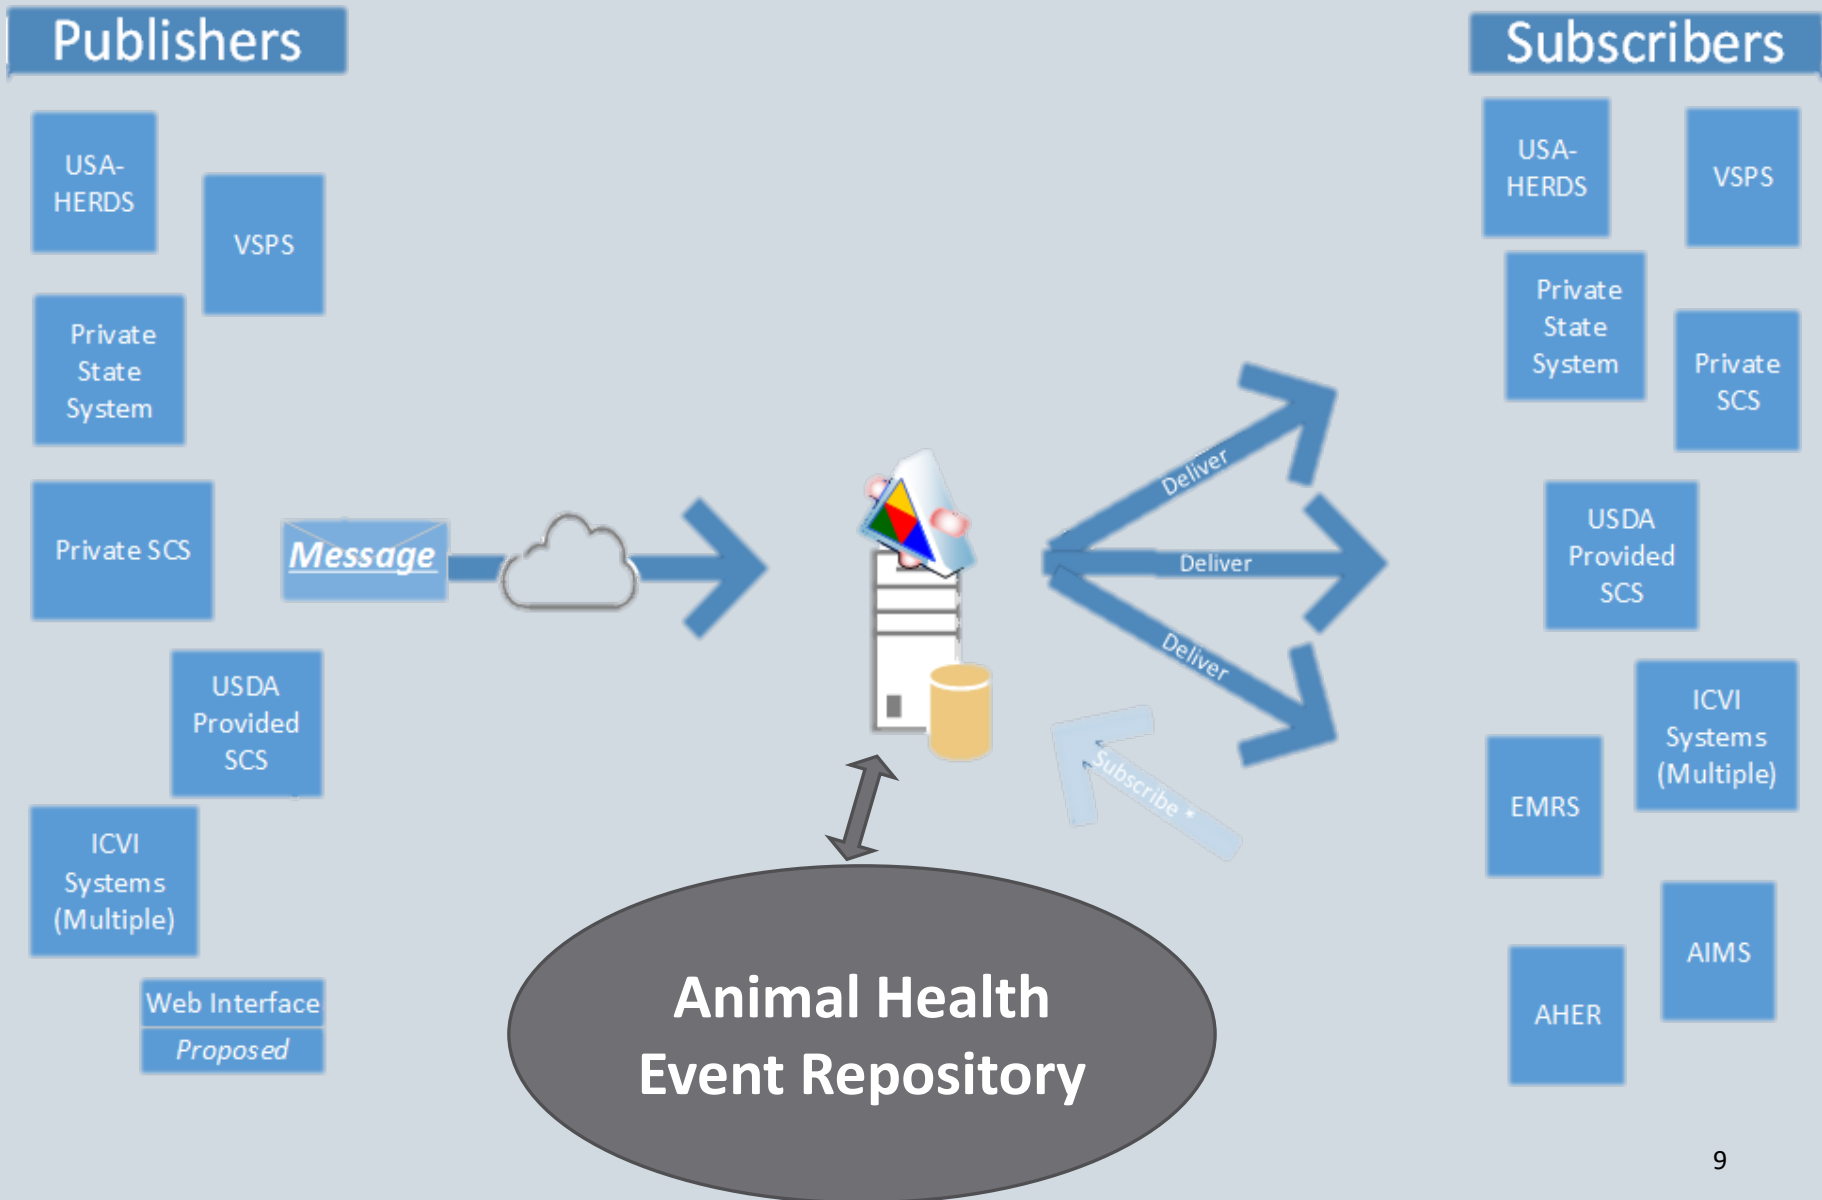 Publishers
USA-
HERDS
VSPS
Private
State
System
Private SCS
USDA
Provided
SCS
ICVI
Systems
(Multiple)
Web Interface
Proposed
Message
Deliver
Deliver
Deliver
Subscribe *
Animal Health
Event Repository
Subscribers
USA-
HERDS
VSPS
Private
State
System
Private
SCS
USDA
Provided
SCS
ICVI
Systems
(Multiple)
EMRS
AIMS
AHER
9